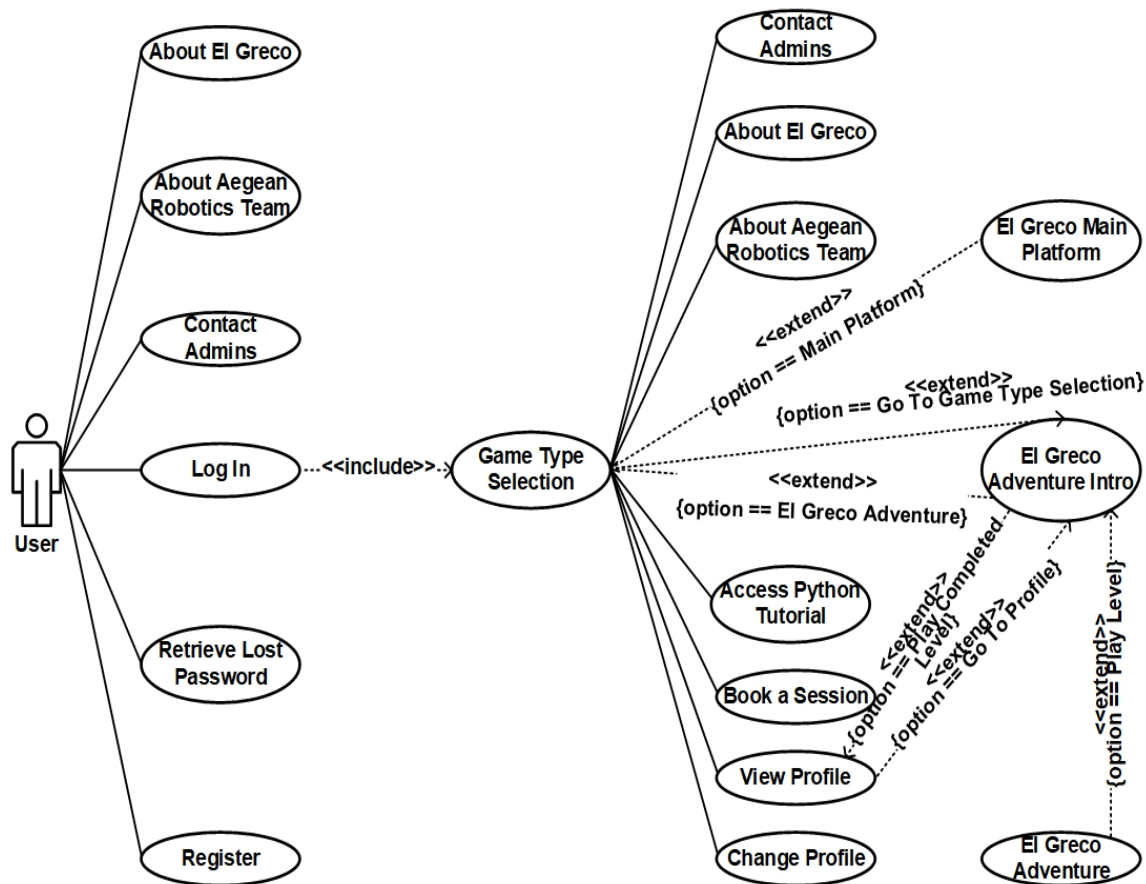 About El Greco
About Aegean
Robotics Team
Contact
Admins
Log In
User
Retrieve Lost
Password
Register
<<include>>
Game Type
Selection
Contact
Admins
About El Greco
About Aegean
Robotics Team
El Greco Main
Platform
<<extend>>
{option == Main Platform}
<<extend>>
{option == Go To Game Type Selection}
El Greco
Adventure Intro
<<extend>>
{option == El Greco Adventure}
Access Python
Tutorial
Book a Session
View Profile
Change Profile
<<extend>>
{option == Play Completed
Level}
<<extend>>
{option == Go To Profile}
<<extend>>
{option == Play Level}
El Greco
Adventure